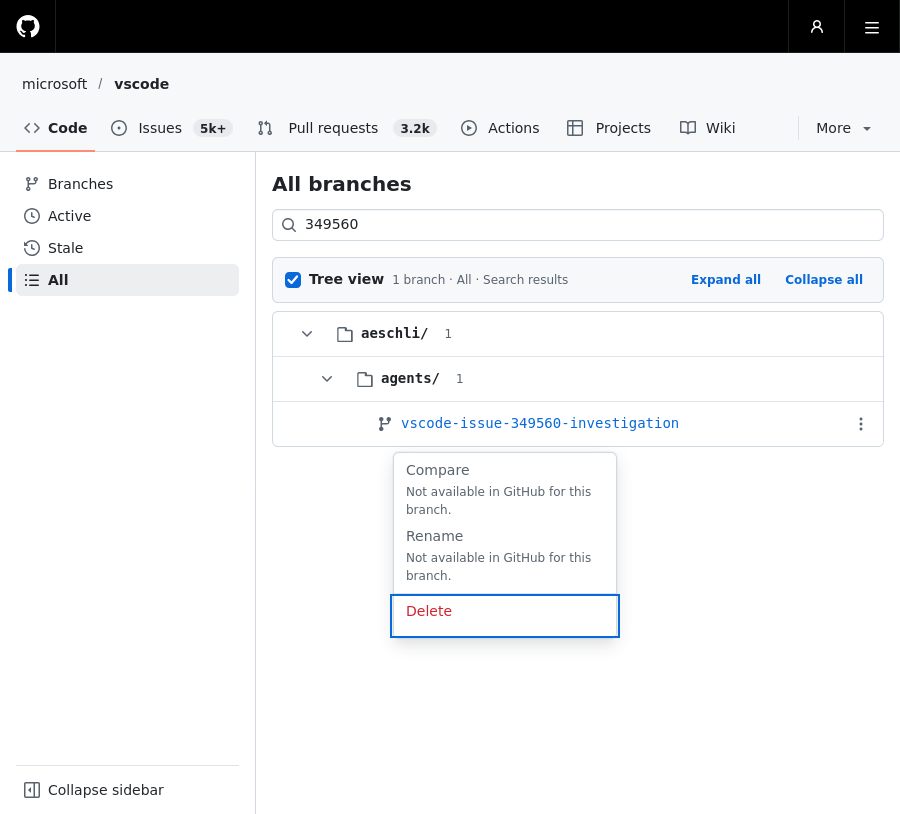 microsoft / vscode
Code Issues 5k+ Pull requests 3.2k Actions Projects Wiki More
Branches
Active
Stale
All
Collapse sidebar
All branches
349560
Tree view 1 branch · All · Search results Expand all Collapse all
aeschli/ 1
agents/ 1
vscode-issue-349560-investigation
Compare
Not available in GitHub for this
branch.
Rename
Not available in GitHub for this
branch.
Delete